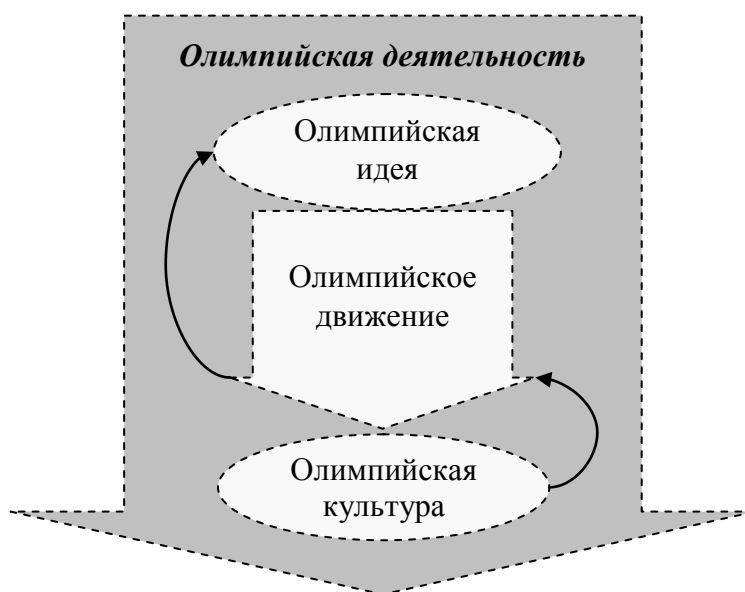 Олимпийская деятельность
Олимпийская
идея
Олимпийское
движение
Олимпийская
культура